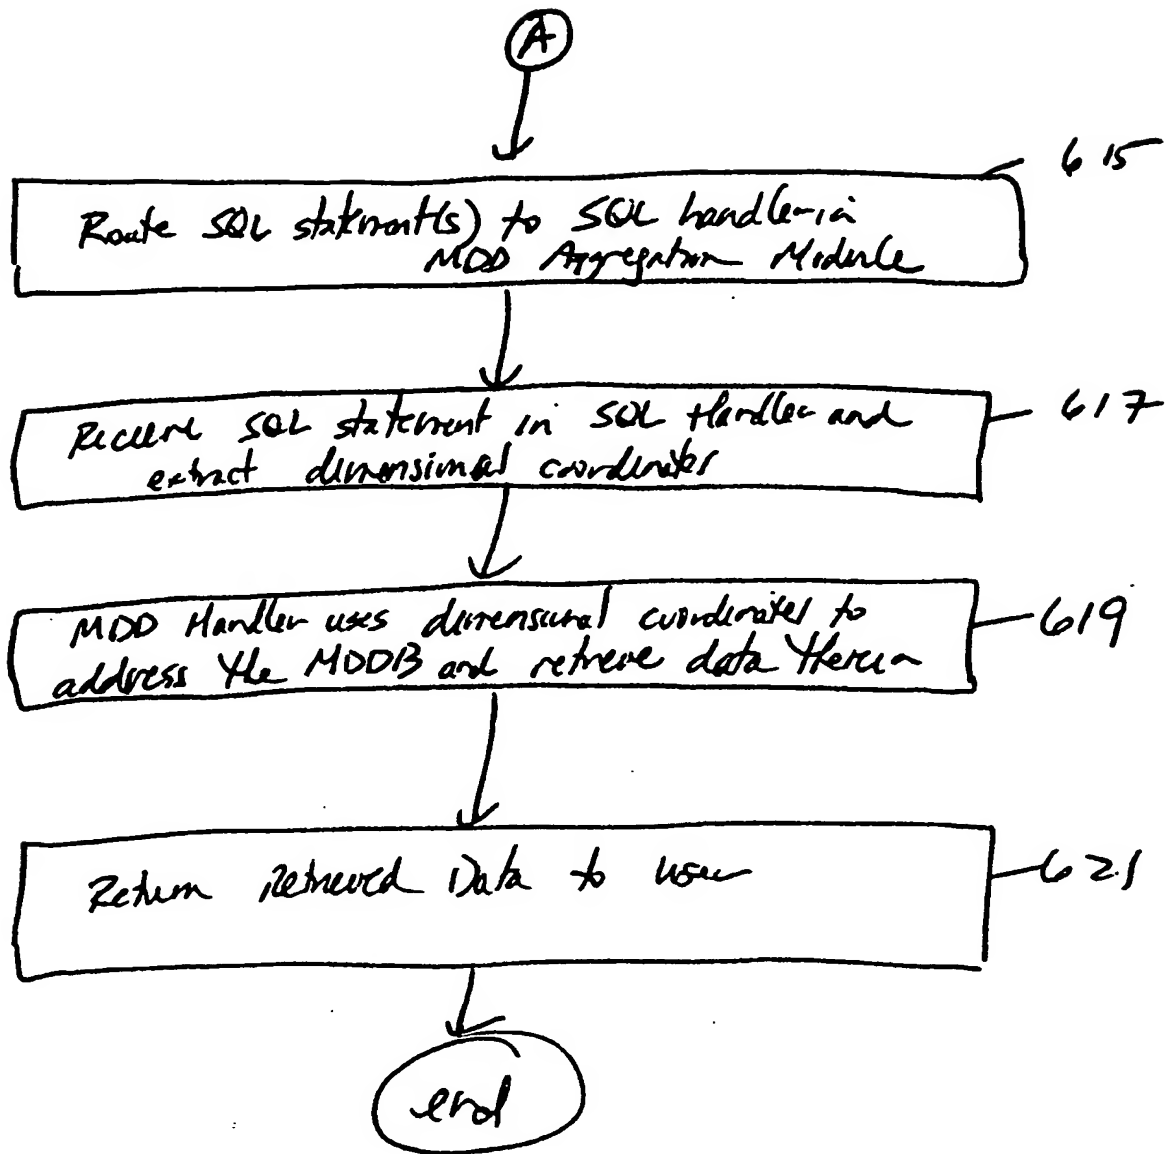 A
615
Route SQL statement(s) to SQL handler in
MDD Aggregation Module
617
Receive SQL statement in SQL Handler and
extract dimensional coordinates
619
MDD Handler uses dimensional coordinates to
address the MDDB and retrieve data therein
621
Return Retrieved Data to user
end